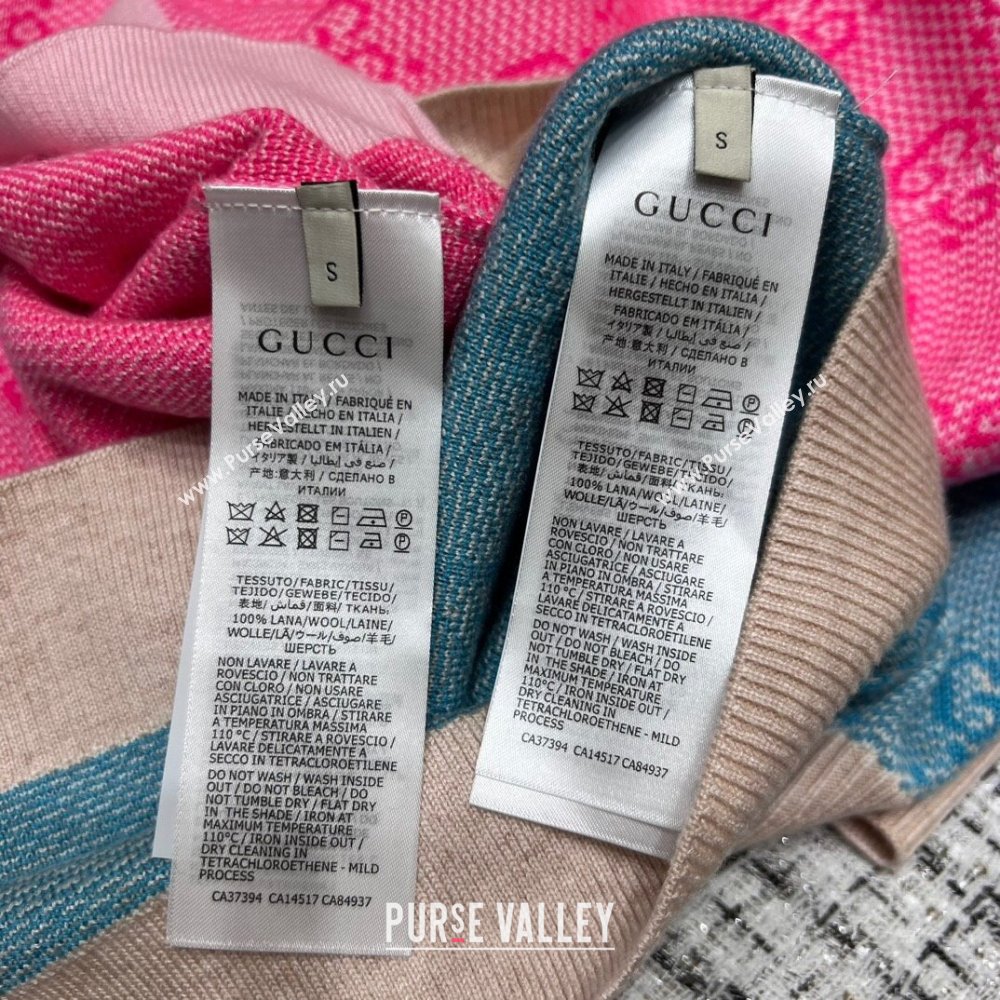 S
GUCCI
MADE IN ITALY / FABRIQUÉ EN
ITALIE / HECHO EN ITALIA /
HERGESTELLT IN ITALIEN /
FABRICADO EM ITÁLIA /
イタリア製 / صنع في إيطاليا /
产地:意大利 / СДЕЛАНО В
ИТАЛИИ
TESSUTO/FABRIC/TISSU/
TEJIDO/GEWEBE/TECIDO/
表地/قماش/面料/ ТКАНЬ,
100% LANA/WOOL/LAINE/
WOLLE/LÃ/ウール/صوف/羊毛/
ШЕРСТЬ
NON LAVARE / LAVARE A
ROVESCIO / NON TRATTARE
CON CLORO / NON USARE
ASCIUGATRICE / ASCIUGARE
IN PIANO IN OMBRA / STIRARE
A TEMPERATURA MASSIMA
110 °C / STIRARE A ROVESCIO /
LAVARE DELICATAMENTE A
SECCO IN TETRACLOROETILENE
DO NOT WASH / WASH INSIDE
OUT / DO NOT BLEACH / DO
NOT TUMBLE DRY / FLAT DRY
IN THE SHADE / IRON AT
MAXIMUM TEMPERATURE
110°C / IRON INSIDE OUT /
DRY CLEANING IN
TETRACHLOROETHENE - MILD
PROCESS
CA37394 CA14517 CA84937
S
GUCCI
MADE IN ITALY / FABRIQUÉ EN
ITALIE / HECHO EN ITALIA /
HERGESTELLT IN ITALIEN /
FABRICADO EM ITÁLIA /
イタリア製 / صنع في إيطاليا /
产地:意大利 / СДЕЛАНО В
ИТАЛИИ
TESSUTO/FABRIC/TISSU/
TEJIDO/GEWEBE/TECIDO/
表地/قماش/面料/ ТКАНЬ,
100% LANA/WOOL/LAINE/
WOLLE/LÃ/ウール/صوف/羊毛/
ШЕРСТЬ
NON LAVARE / LAVARE A
ROVESCIO / NON TRATTARE
CON CLORO / NON USARE
ASCIUGATRICE / ASCIUGARE
IN PIANO IN OMBRA / STIRARE
A TEMPERATURA MASSIMA
110 °C / STIRARE A ROVESCIO /
LAVARE DELICATAMENTE A
SECCO IN TETRACLOROETILENE
DO NOT WASH / WASH INSIDE
OUT / DO NOT BLEACH / DO
NOT TUMBLE DRY / FLAT DRY
IN THE SHADE / IRON AT
MAXIMUM TEMPERATURE
110°C / IRON INSIDE OUT /
DRY CLEANING IN
TETRACHLOROETHENE - MILD
PROCESS
CA37394 CA14517 CA84937
www.PurseValley.ru
www.PurseValley.ru
PURSE VALLEY